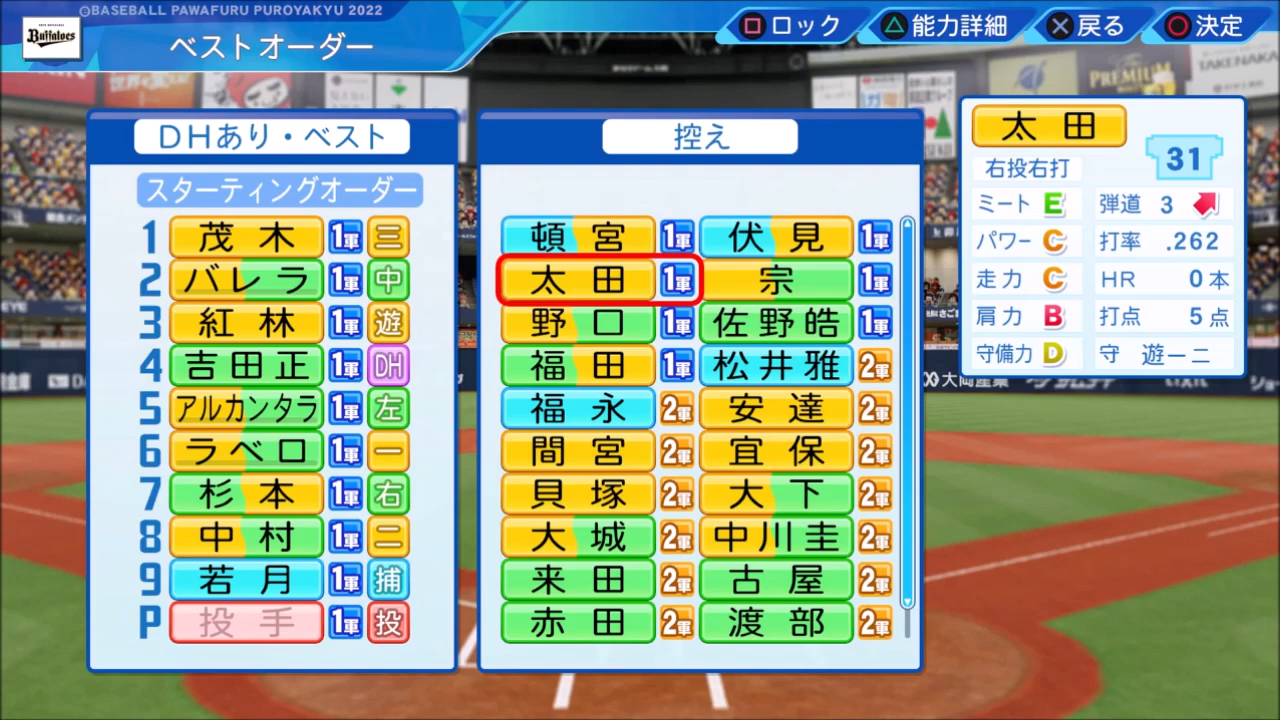 ©BASEBALL PAWAFURU PUROYAKYU 2022
Buffaloes
ベストオーダー
ロック
能力詳細
戻る
決定
DHあり・ベスト
スターティングオーダー
1 茂木 1軍 三
2 バレラ 1軍 中
3 紅林 1軍 遊
4 吉田正 1軍 DH
5 アルカンタラ 1軍 左
6 ラベロ 1軍 一
7 杉本 1軍 右
8 中村 1軍 二
9 若月 1軍 捕
P 投手 1軍 投
控え
頓宮 1軍 伏見 1軍
太田 1軍 宗 1軍
野口 1軍 佐野皓 1軍
福田 1軍 松井雅 2軍
福永 2軍 安達 2軍
間宮 2軍 宜保 2軍
貝塚 2軍 大下 2軍
大城 2軍 中川圭 2軍
来田 2軍 古屋 2軍
赤田 2軍 渡部 2軍
太田
31
右投右打
ミート E 弾道 3
パワー C 打率 .262
走力 C HR 0本
肩力 B 打点 5点
守備力 D 守 遊一二
PREMIUM
TAKENAKA
大岡産業